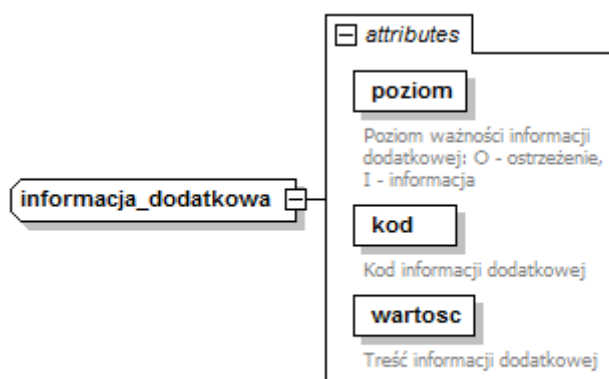 attributes
poziom
Poziom ważności informacji
dodatkowej: O - ostrzeżenie,
I - informacja
informacja_dodatkowa
kod
Kod informacji dodatkowej
wartosc
Treść informacji dodatkowej